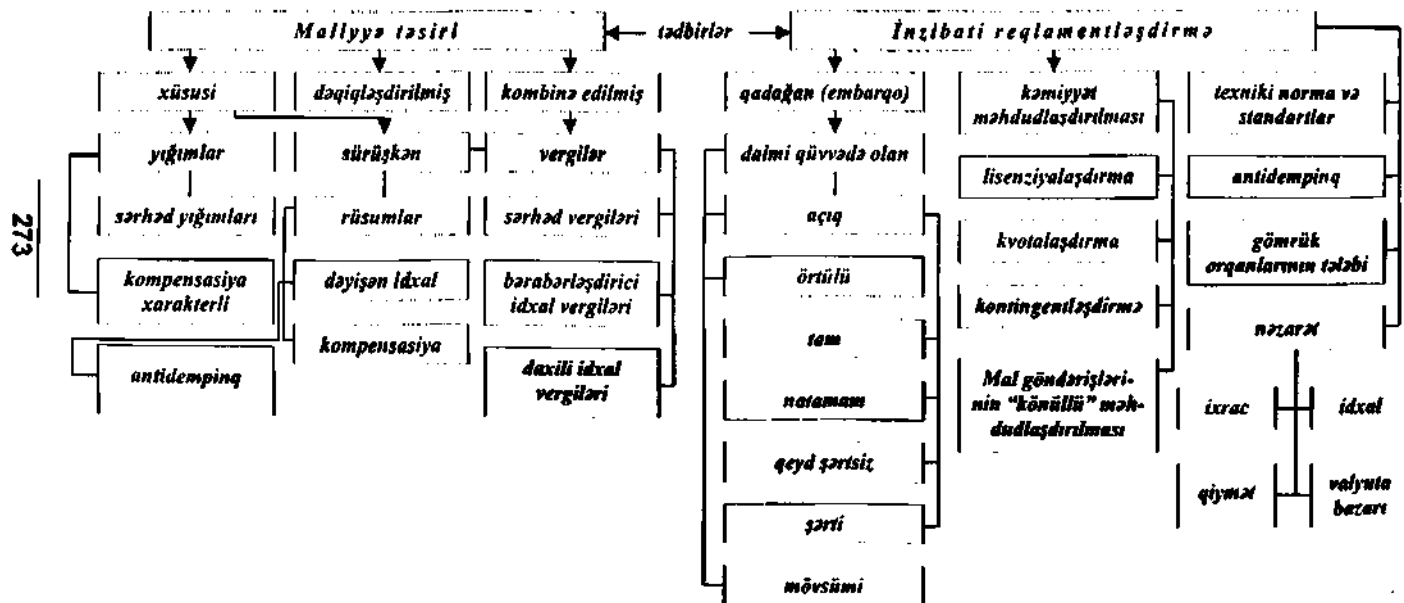 Maliyyə təsiri
tədbirlər
İnzibati reqlamentləşdirmə
xüsusi
dəqiqləşdirilmiş
kombinə edilmiş
qadağan (embarqo)
kəmiyyət
məhdudlaşdırılması
texniki norma və
standartlar
yığımlar
sürüşkən
vergilər
daimi qüvvədə olan
lisenziyalaşdırma
antidempinq
sərhəd yığımları
rüsumlar
sərhəd vergiləri
açıq
kvotalaşdırma
gömrük
orqanlarının tələbi
kompensasiya
xarakterli
dəyişən idxal
bərabərləşdirici
idxal vergiləri
örtülü
kontingentləşdirmə
nəzarət
antidempinq
kompensasiya
daxili idxal
vergiləri
tam
natamam
Mal göndərişləri-
nin "könüllü" məh-
dudlaşdırılması
ixrac
idxal
qeyd şərtsiz
qiymət
valyuta
bazarı
şərti
mövsümi
273